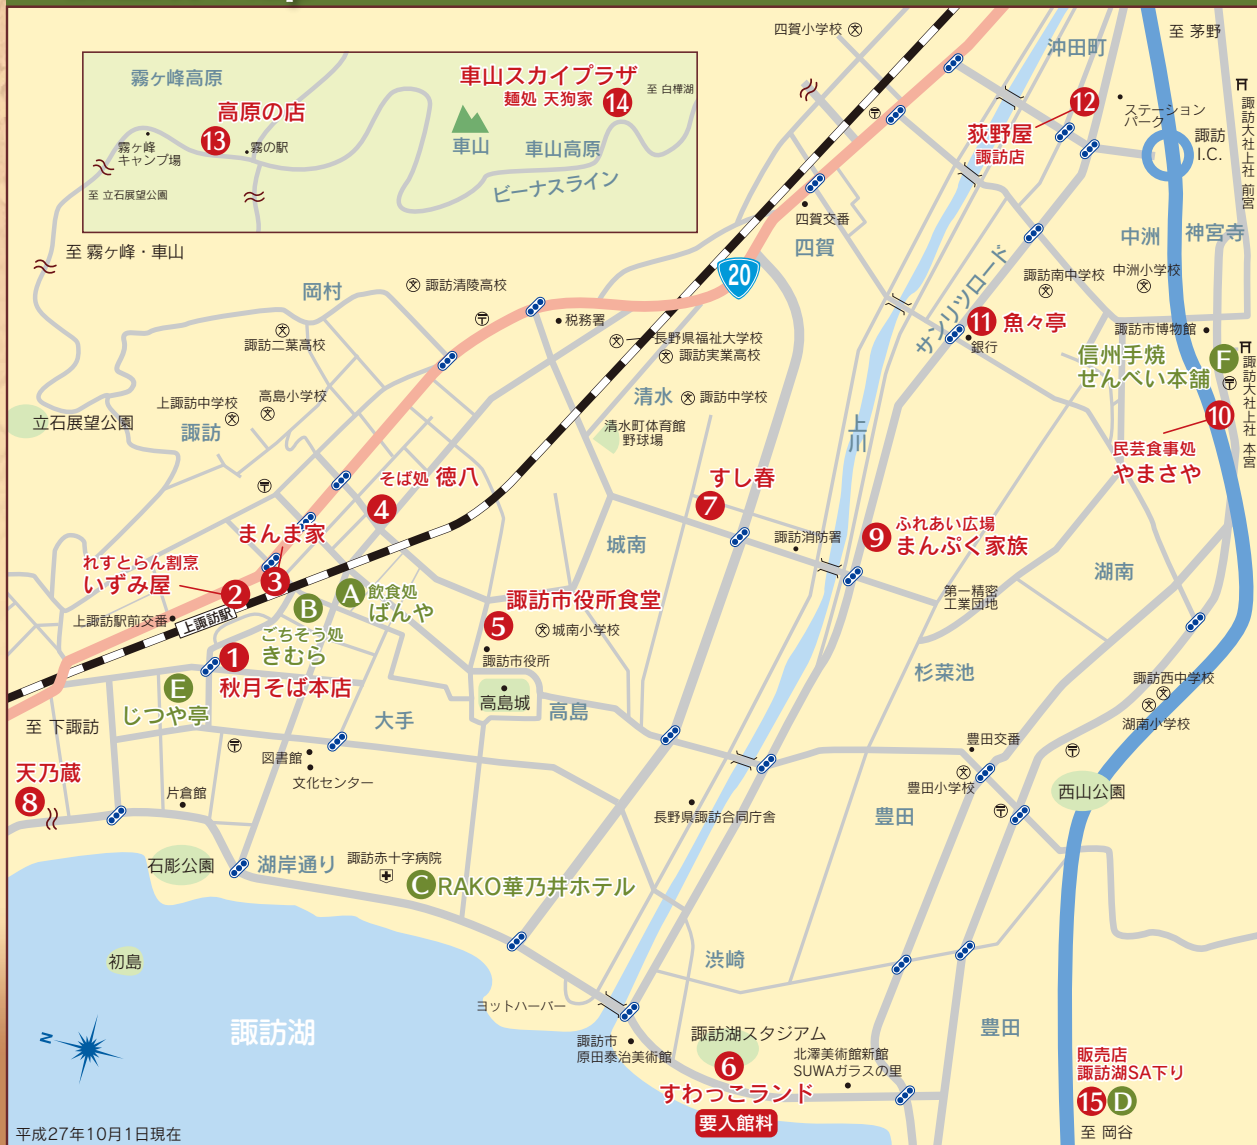 四賀小学校
沖田町
至 茅野
霧ヶ峰高原
高原の店
13
霧ヶ峰
キャンプ場
霧の駅
至 立石展望公園
車山スカイプラザ
麺処 天狗家
14
至 白樺湖
車山
車山高原
ビーナスライン
12
荻野屋
諏訪店
ステーション
パーク
諏訪
I.C.
諏訪大社上社 前宮
至 霧ヶ峰・車山
四賀交番
四賀
20
中洲
神宮寺
サンリツロード
諏訪南中学校
中洲小学校
岡村
諏訪清陵高校
税務署
長野県福祉大学校
諏訪実業高校
諏訪二葉高校
11
魚々亭
銀行
諏訪市博物館
信州手焼
せんべい本舗
F
諏訪大社上社 本宮
上諏訪中学校
高島小学校
立石展望公園
諏訪
清水
諏訪中学校
清水町体育館
野球場
上川
10
民芸食事処
やまさや
そば処 徳八
4
すし春
7
まんま家
3
れすとらん割烹
いずみ屋
2
城南
諏訪消防署
9
ふれあい広場
まんぷく家族
第一精密
工業団地
湖南
上諏訪駅前交番
上諏訪駅
A
飲食処
ばんや
B
ごちそう処
きむら
諏訪市役所食堂
5
城南小学校
諏訪市役所
1
秋月そば本店
E
じつや亭
高島城
高島
杉菜池
諏訪西中学校
湖南小学校
至 下諏訪
大手
図書館
文化センター
豊田交番
豊田小学校
天乃蔵
8
片倉館
西山公園
長野県諏訪合同庁舎
豊田
石彫公園
湖岸通り
諏訪赤十字病院
C
RAKO華乃井ホテル
初島
渋崎
ヨットハーバー
諏訪湖
N
諏訪市
原田泰治美術館
諏訪湖スタジアム
6
すわっこランド
要入館料
北澤美術館新館
SUWAガラスの里
豊田
販売店
諏訪湖SA下り
15
D
至 岡谷
平成27年10月1日現在